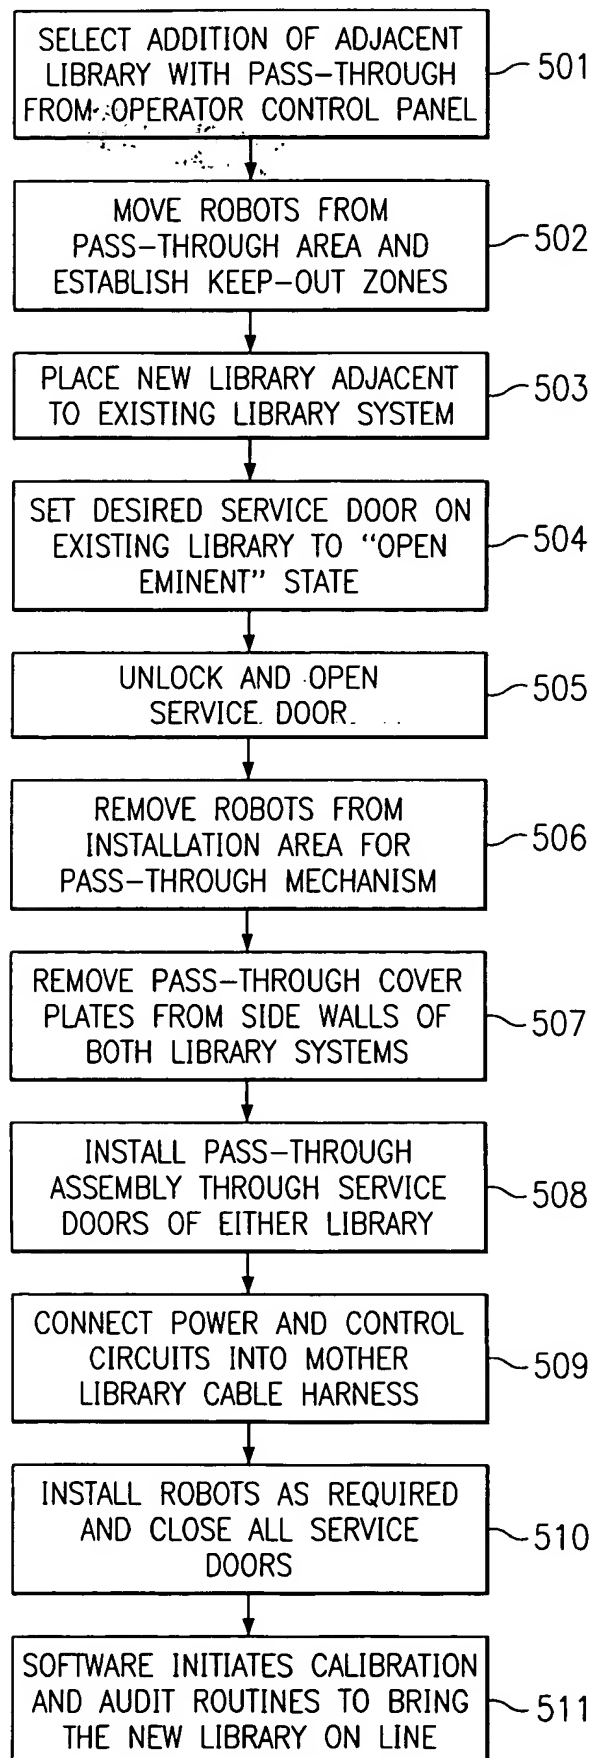 SELECT ADDITION OF ADJACENT
LIBRARY WITH PASS-THROUGH
FROM OPERATOR CONTROL PANEL
501
MOVE ROBOTS FROM
PASS-THROUGH AREA AND
ESTABLISH KEEP-OUT ZONES
502
PLACE NEW LIBRARY ADJACENT
TO EXISTING LIBRARY SYSTEM
503
SET DESIRED SERVICE DOOR ON
EXISTING LIBRARY TO "OPEN
EMINENT" STATE
504
UNLOCK AND OPEN
SERVICE DOOR
505
REMOVE ROBOTS FROM
INSTALLATION AREA FOR
PASS-THROUGH MECHANISM
506
REMOVE PASS-THROUGH COVER
PLATES FROM SIDE WALLS OF
BOTH LIBRARY SYSTEMS
507
INSTALL PASS-THROUGH
ASSEMBLY THROUGH SERVICE
DOORS OF EITHER LIBRARY
508
CONNECT POWER AND CONTROL
CIRCUITS INTO MOTHER
LIBRARY CABLE HARNESS
509
INSTALL ROBOTS AS REQUIRED
AND CLOSE ALL SERVICE
DOORS
510
SOFTWARE INITIATES CALIBRATION
AND AUDIT ROUTINES TO BRING
THE NEW LIBRARY ON LINE
511